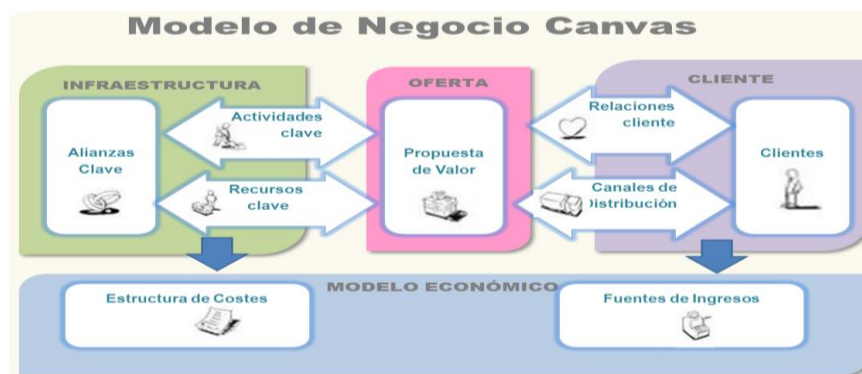 Modelo de Negocio Canvas
INFRAESTRUCTURA
OFERTA
CLIENTE
Alianzas
Clave
Actividades
clave
Recursos
clave
Propuesta
de Valor
Relaciones
cliente
Canales de
Distribución
Clientes
MODELO ECONÓMICO
Estructura de Costes
Fuentes de Ingresos